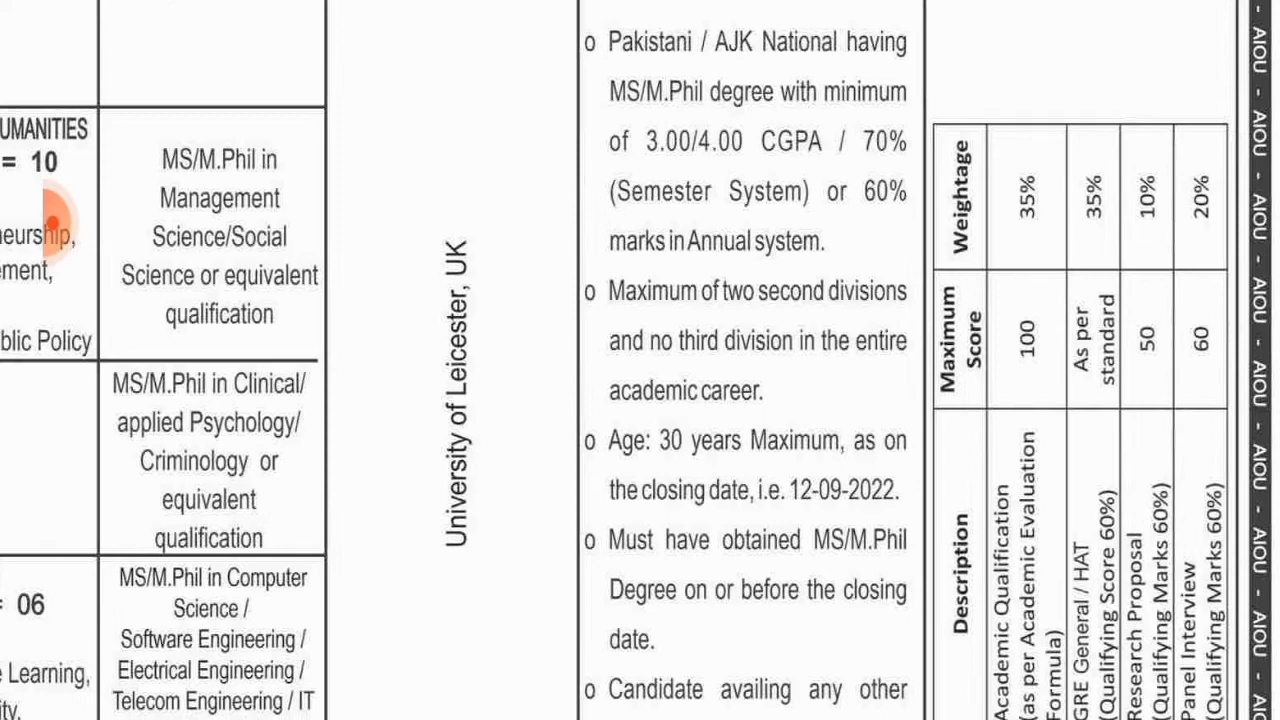 UMANITIES
= 10
neurship,
ement,
blic Policy
= 06
e Learning,
ity.
MS/M.Phil in
Management
Science/Social
Science or equivalent
qualification
MS/M.Phil in Clinical/
applied Psychology/
Criminology or
equivalent
qualification
MS/M.Phil in Computer
Science /
Software Engineering /
Electrical Engineering /
Telecom Engineering / IT
University of Leicester, UK
o Pakistani / AJK National having
MS/M.Phil degree with minimum
of 3.00/4.00 CGPA / 70%
(Semester System) or 60%
marks in Annual system.
o Maximum of two second divisions
and no third division in the entire
academic career.
o Age: 30 years Maximum, as on
the closing date, i.e. 12-09-2022.
o Must have obtained MS/M.Phil
Degree on or before the closing
date.
o Candidate availing any other
Description
Maximum
Score
Weightage
Academic Qualification
(as per Academic Evaluation
Formula)
100
35%
GRE General / HAT
(Qualifying Score 60%)
As per
standard
35%
Research Proposal
(Qualifying Marks 60%)
50
10%
Panel Interview
(Qualifying Marks 60%)
60
20%
- AIOU - AIOU - AIOU - AIOU - AIOU - AIOU - AIOU - AIOU -